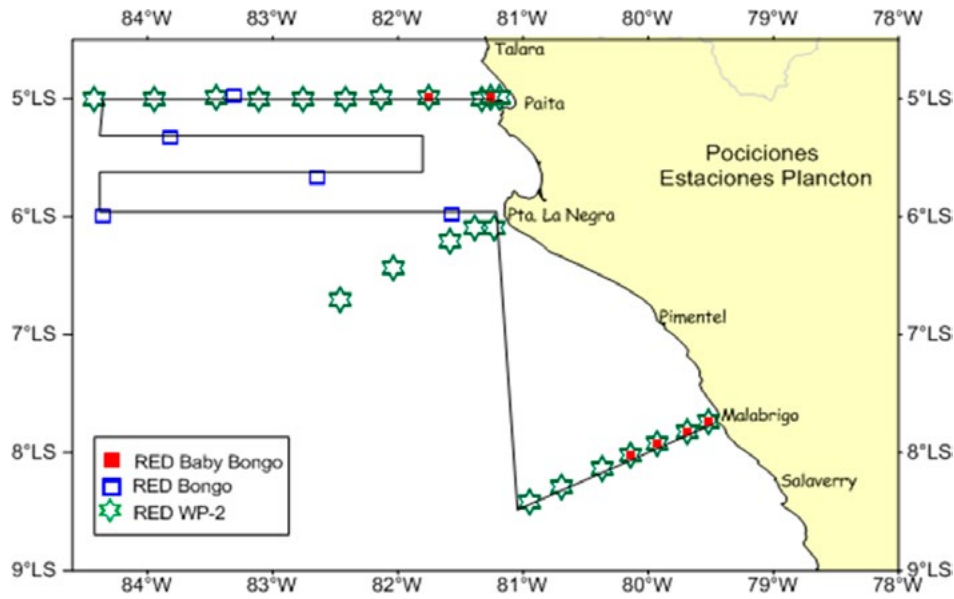 84°W 83°W 82°W 81°W 80°W 79°W 78°W
Talara
5°LS 5°LS
Paita
Pociciones
Estaciones Plancton
6°LS Pta. La Negra 6°LS
7°LS Pimentel 7°LS
Malabrigo
8°LS 8°LS
RED Baby Bongo
Salaverry
RED Bongo
RED WP-2
9°LS 9°LS
84°W 83°W 82°W 81°W 80°W 79°W 78°W